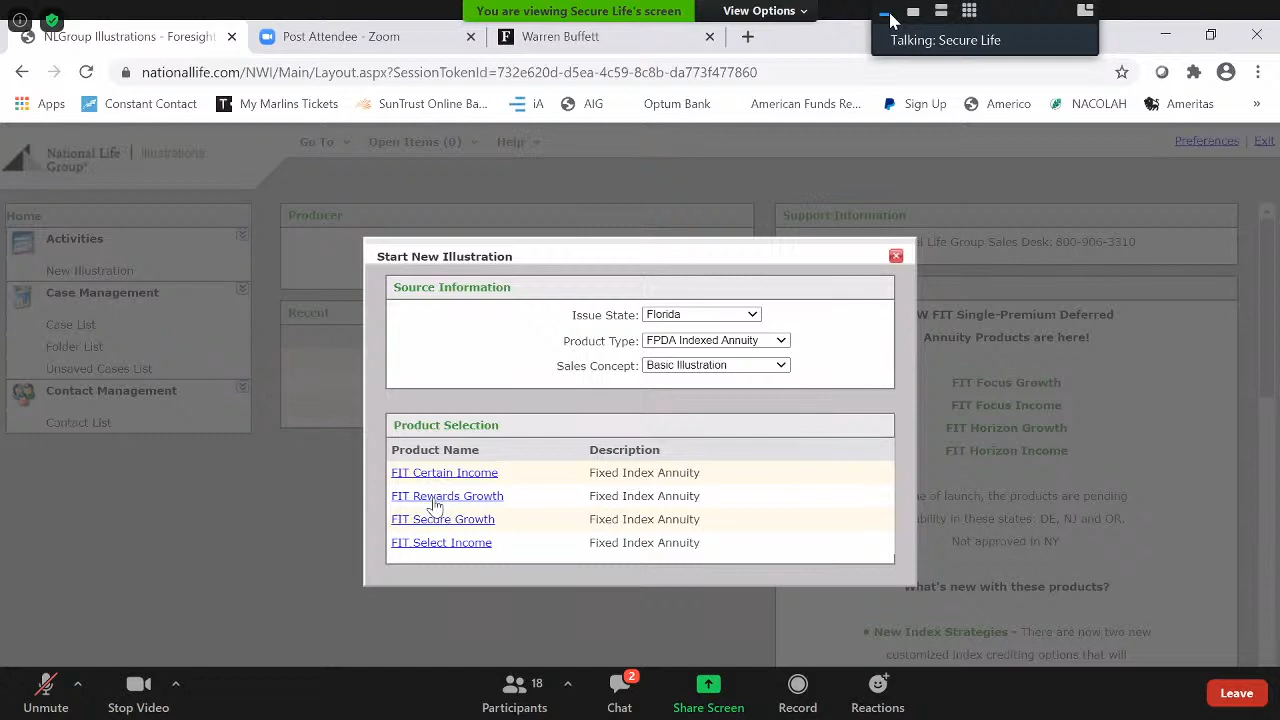 You are viewing Secure Life's screen
View Options
Talking: Secure Life
NLGroup Illustrations - Foresight
Post Attendee - Zoom
Warren Buffett
nationallife.com/NWI/Main/Layout.aspx?SessionTokenId=732e620d-d5ea-4c59-8c8b-da773f477860
Apps
Constant Contact
My Martins Tickets
SunTrust Online Ba...
iA
AIG
Optum Bank
American Funds Re...
Sign Up
Americo
NACOLAH
Ameritas
»
National Life Group
Illustrations
Go To
Open Items (0)
Help
Preferences
Exit
Home
Activities
New Illustration
Case Management
Case List
Folder List
Unsaved Cases List
Contact Management
Contact List
Producer
Recent
Support Information
Life Group Sales Desk: 800-906-3310
FIT Single-Premium Deferred
Annuity Products are here!
FIT Focus Growth
FIT Focus Income
FIT Horizon Growth
FIT Horizon Income
of launch, the products are pending
in these states: DE, NJ and OR.
Not approved in NY
What's new with these products?
• New Index Strategies - There are now two new
customized index crediting options that will
Start New Illustration
Source Information
Issue State: Florida
Product Type: FPDA Indexed Annuity
Sales Concept: Basic Illustration
Product Selection
Product Name Description
FIT Certain Income Fixed Index Annuity
FIT Rewards Growth Fixed Index Annuity
FIT Secure Growth Fixed Index Annuity
FIT Select Income Fixed Index Annuity
Unmute
Stop Video
18
Participants
2
Chat
Share Screen
Record
Reactions
Leave